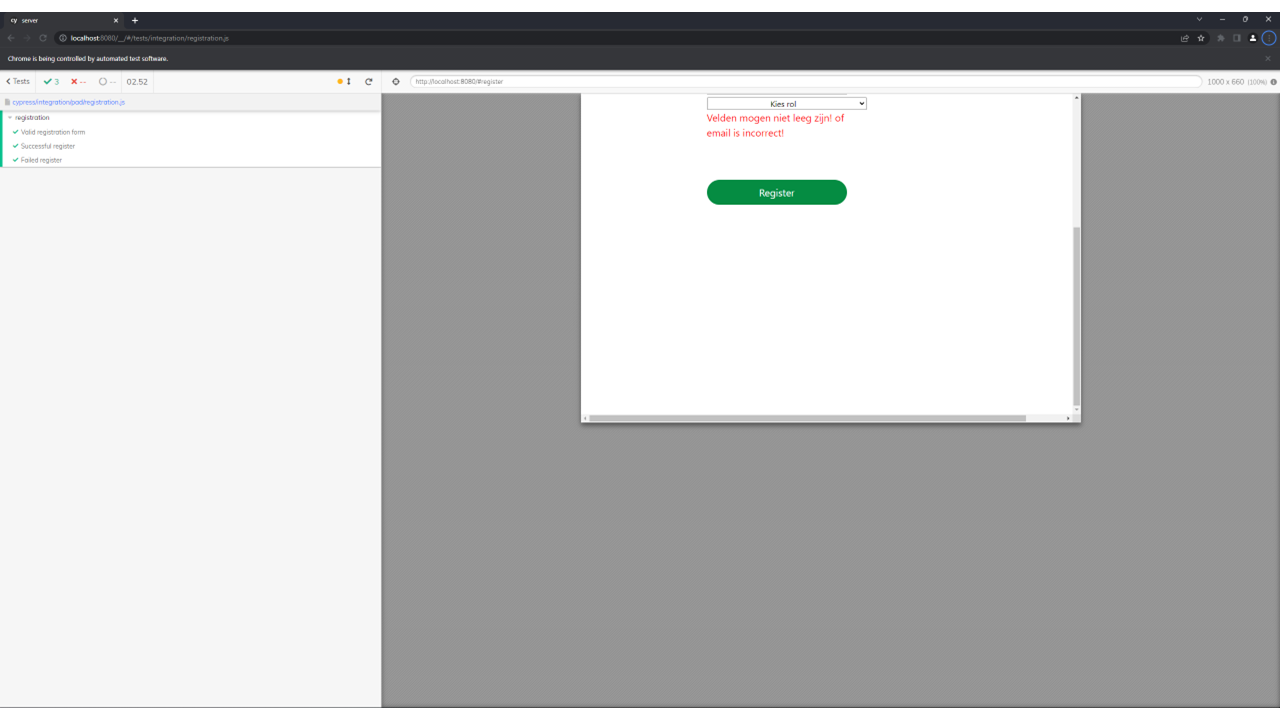 cy server
localhost:8080/__/#/tests/integration/registration.js
Chrome is being controlled by automated test software.
Tests 3 -- -- 02.52
http://localhost:8080/#register
1000 x 660 (100%)
cypress/integration/pad/registration.js
registration
Valid registration form
Successful register
Failed register
Kies rol
Velden mogen niet leeg zijn! of
email is incorrect!
Register